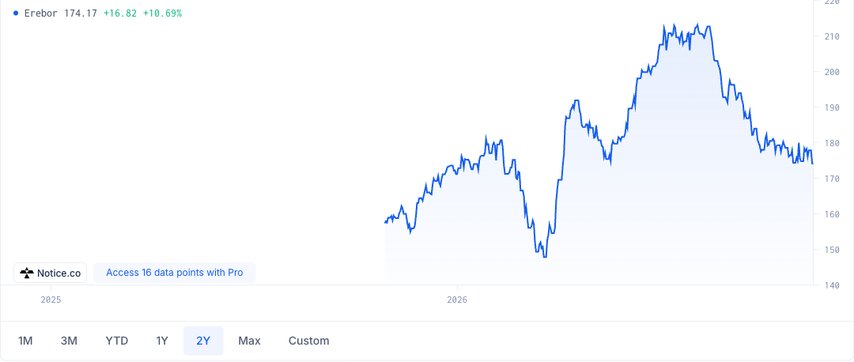 220
Erebor 174.17 +16.82 +10.69%
210
200
190
180
170
160
150
Notice.co
Access 16 data points with Pro
140
2025 2026
1M 3M YTD 1Y 2Y Max Custom